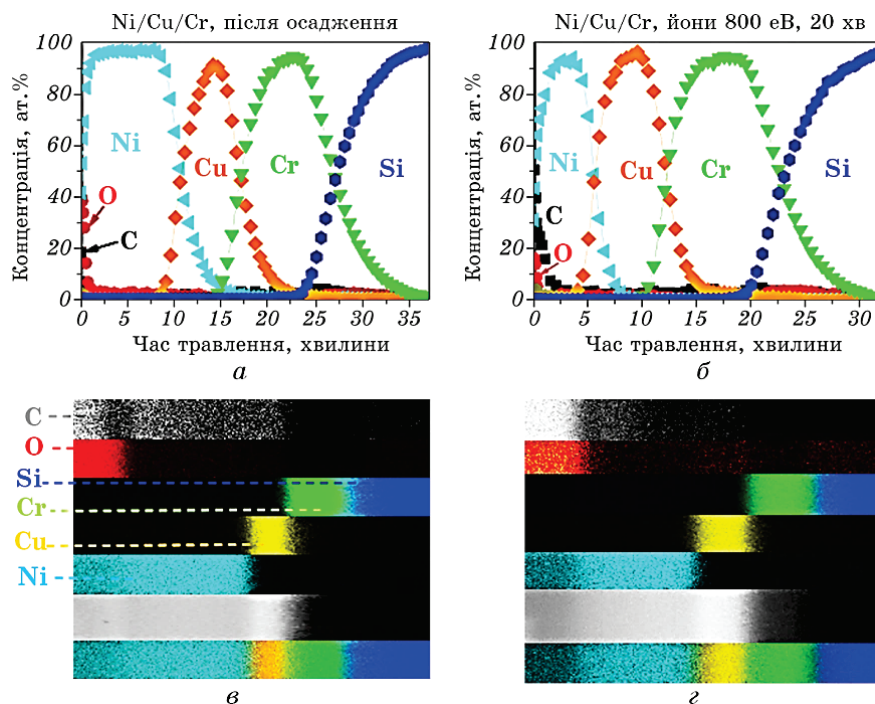 Ni/Cu/Cr, після осадження
Концентрація, ат.%
100
80
60
40
20
0
Ni
Cu
Cr
Si
O
C
0 5 10 15 20 25 30 35
Час травлення, хвилини
а
Ni/Cu/Cr, йони 800 еВ, 20 хв
Концентрація, ат.%
100
80
60
40
20
0
Ni
Cu
Cr
Si
C
O
0 5 10 15 20 25 30
Час травлення, хвилини
б
C
O
Si
Cr
Cu
Ni
в
г